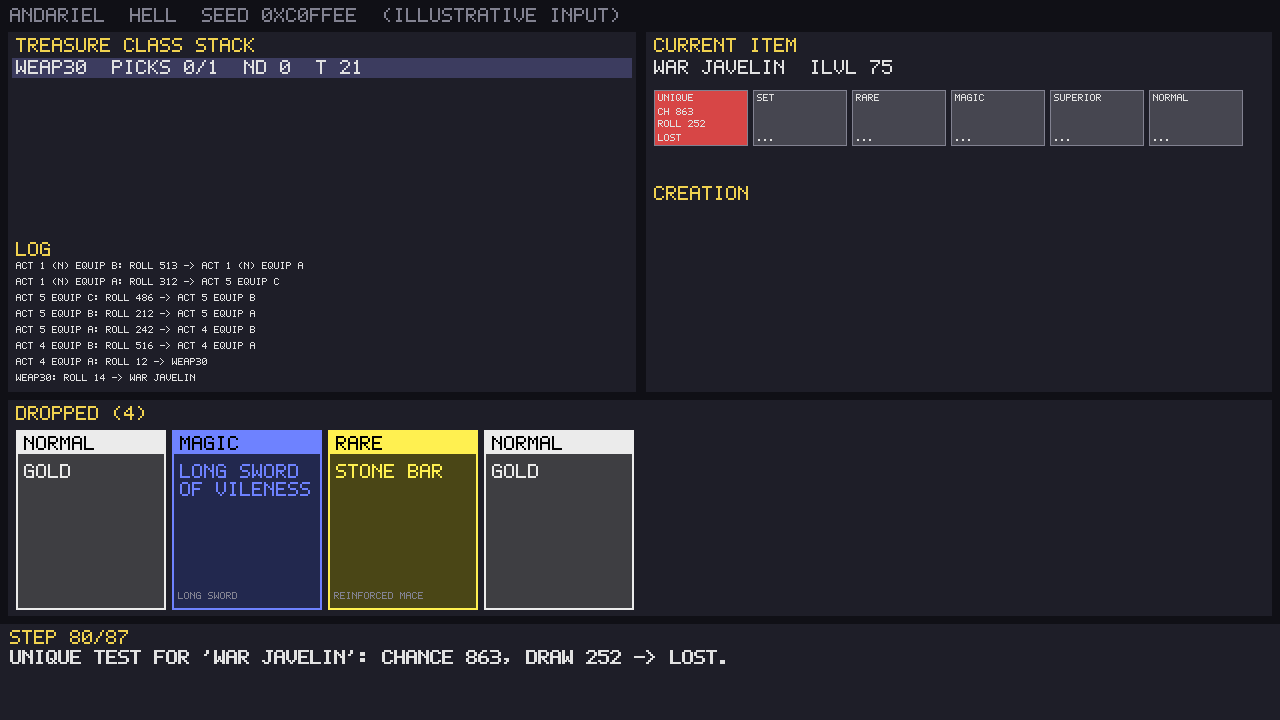 ANDARIEL HELL SEED 0XC0FFEE (ILLUSTRATIVE INPUT)
TREASURE CLASS STACK
WEAP30 PICKS 0/1 ND 0 T 21
LOG
ACT 1 (N) EQUIP B: ROLL 513 -> ACT 1 (N) EQUIP A
ACT 1 (N) EQUIP A: ROLL 312 -> ACT 5 EQUIP C
ACT 5 EQUIP C: ROLL 486 -> ACT 5 EQUIP B
ACT 5 EQUIP B: ROLL 212 -> ACT 5 EQUIP A
ACT 5 EQUIP A: ROLL 242 -> ACT 4 EQUIP B
ACT 4 EQUIP B: ROLL 516 -> ACT 4 EQUIP A
ACT 4 EQUIP A: ROLL 12 -> WEAP30
WEAP30: ROLL 14 -> WAR JAVELIN
CURRENT ITEM
WAR JAVELIN ILVL 75
UNIQUE
CH 863
ROLL 252
LOST
SET
...
RARE
...
MAGIC
...
SUPERIOR
...
NORMAL
...
CREATION
DROPPED (4)
NORMAL
GOLD
MAGIC
LONG SWORD
OF VILENESS
LONG SWORD
RARE
STONE BAR
REINFORCED MACE
NORMAL
GOLD
STEP 80/87
UNIQUE TEST FOR 'WAR JAVELIN': CHANCE 863, DRAW 252 -> LOST.